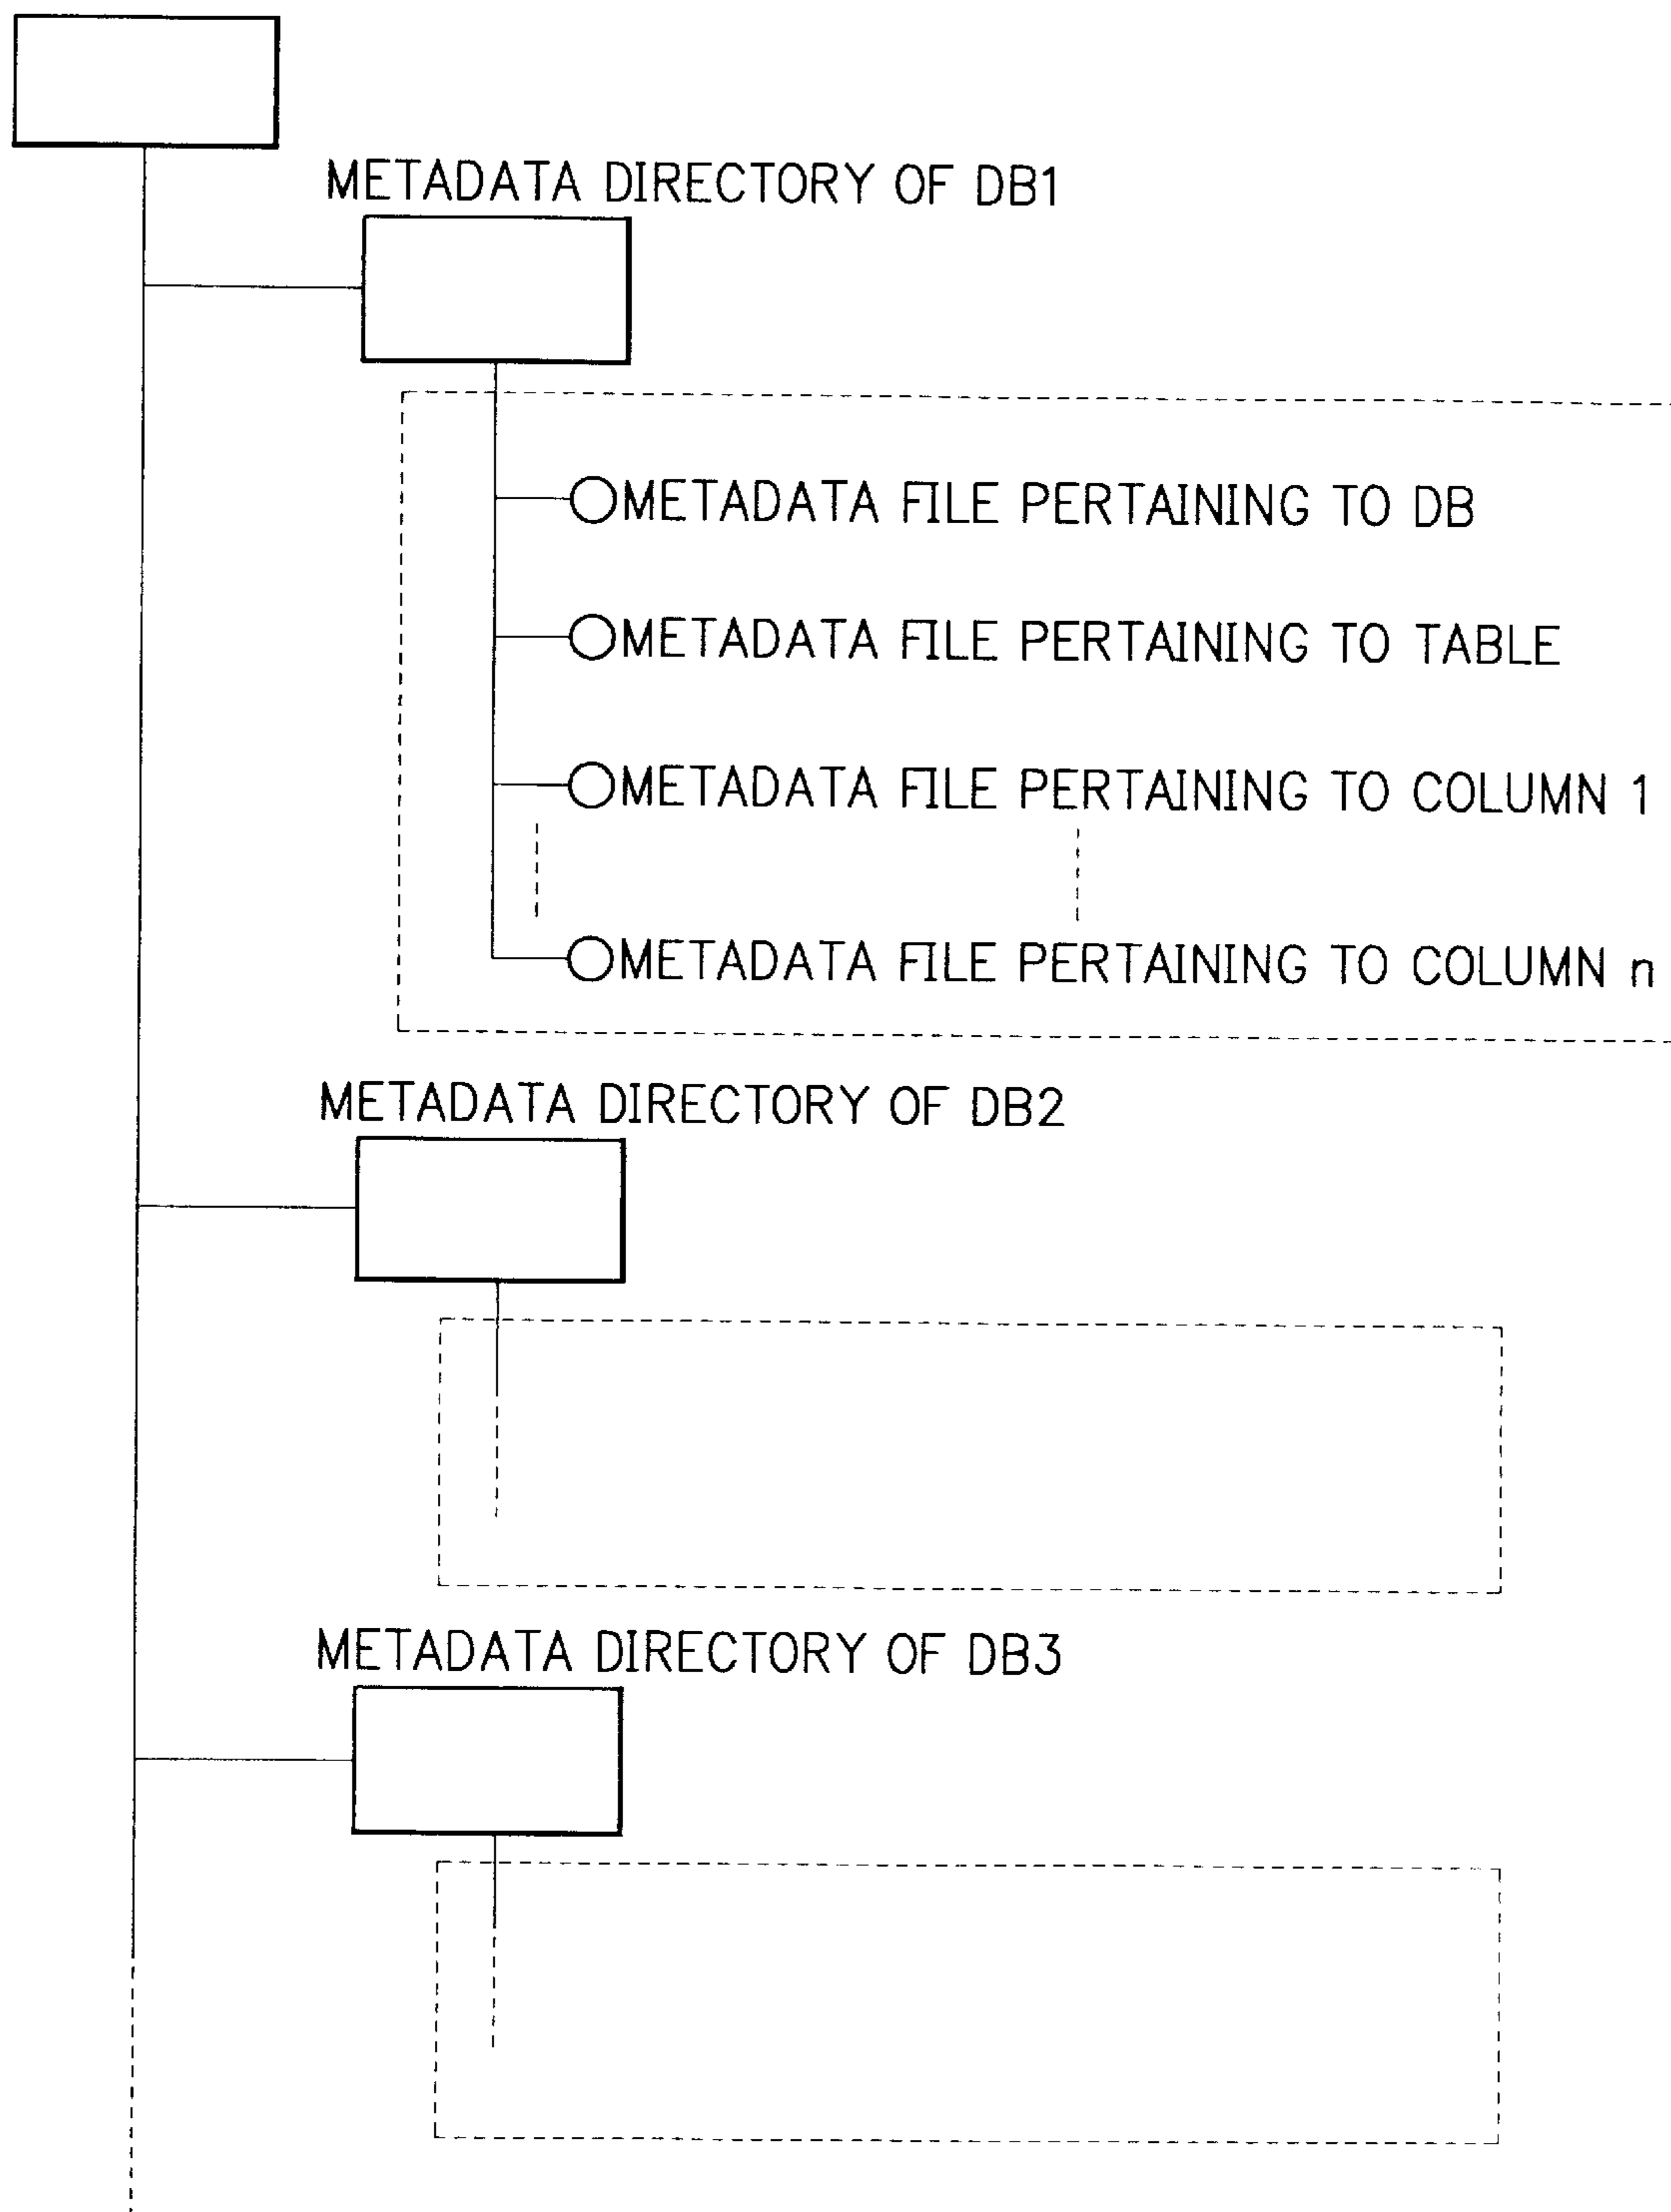 METADATA DIRECTORY OF DB1
METADATA FILE PERTAINING TO DB
METADATA FILE PERTAINING TO TABLE
METADATA FILE PERTAINING TO COLUMN 1
METADATA FILE PERTAINING TO COLUMN n
METADATA DIRECTORY OF DB2
METADATA DIRECTORY OF DB3